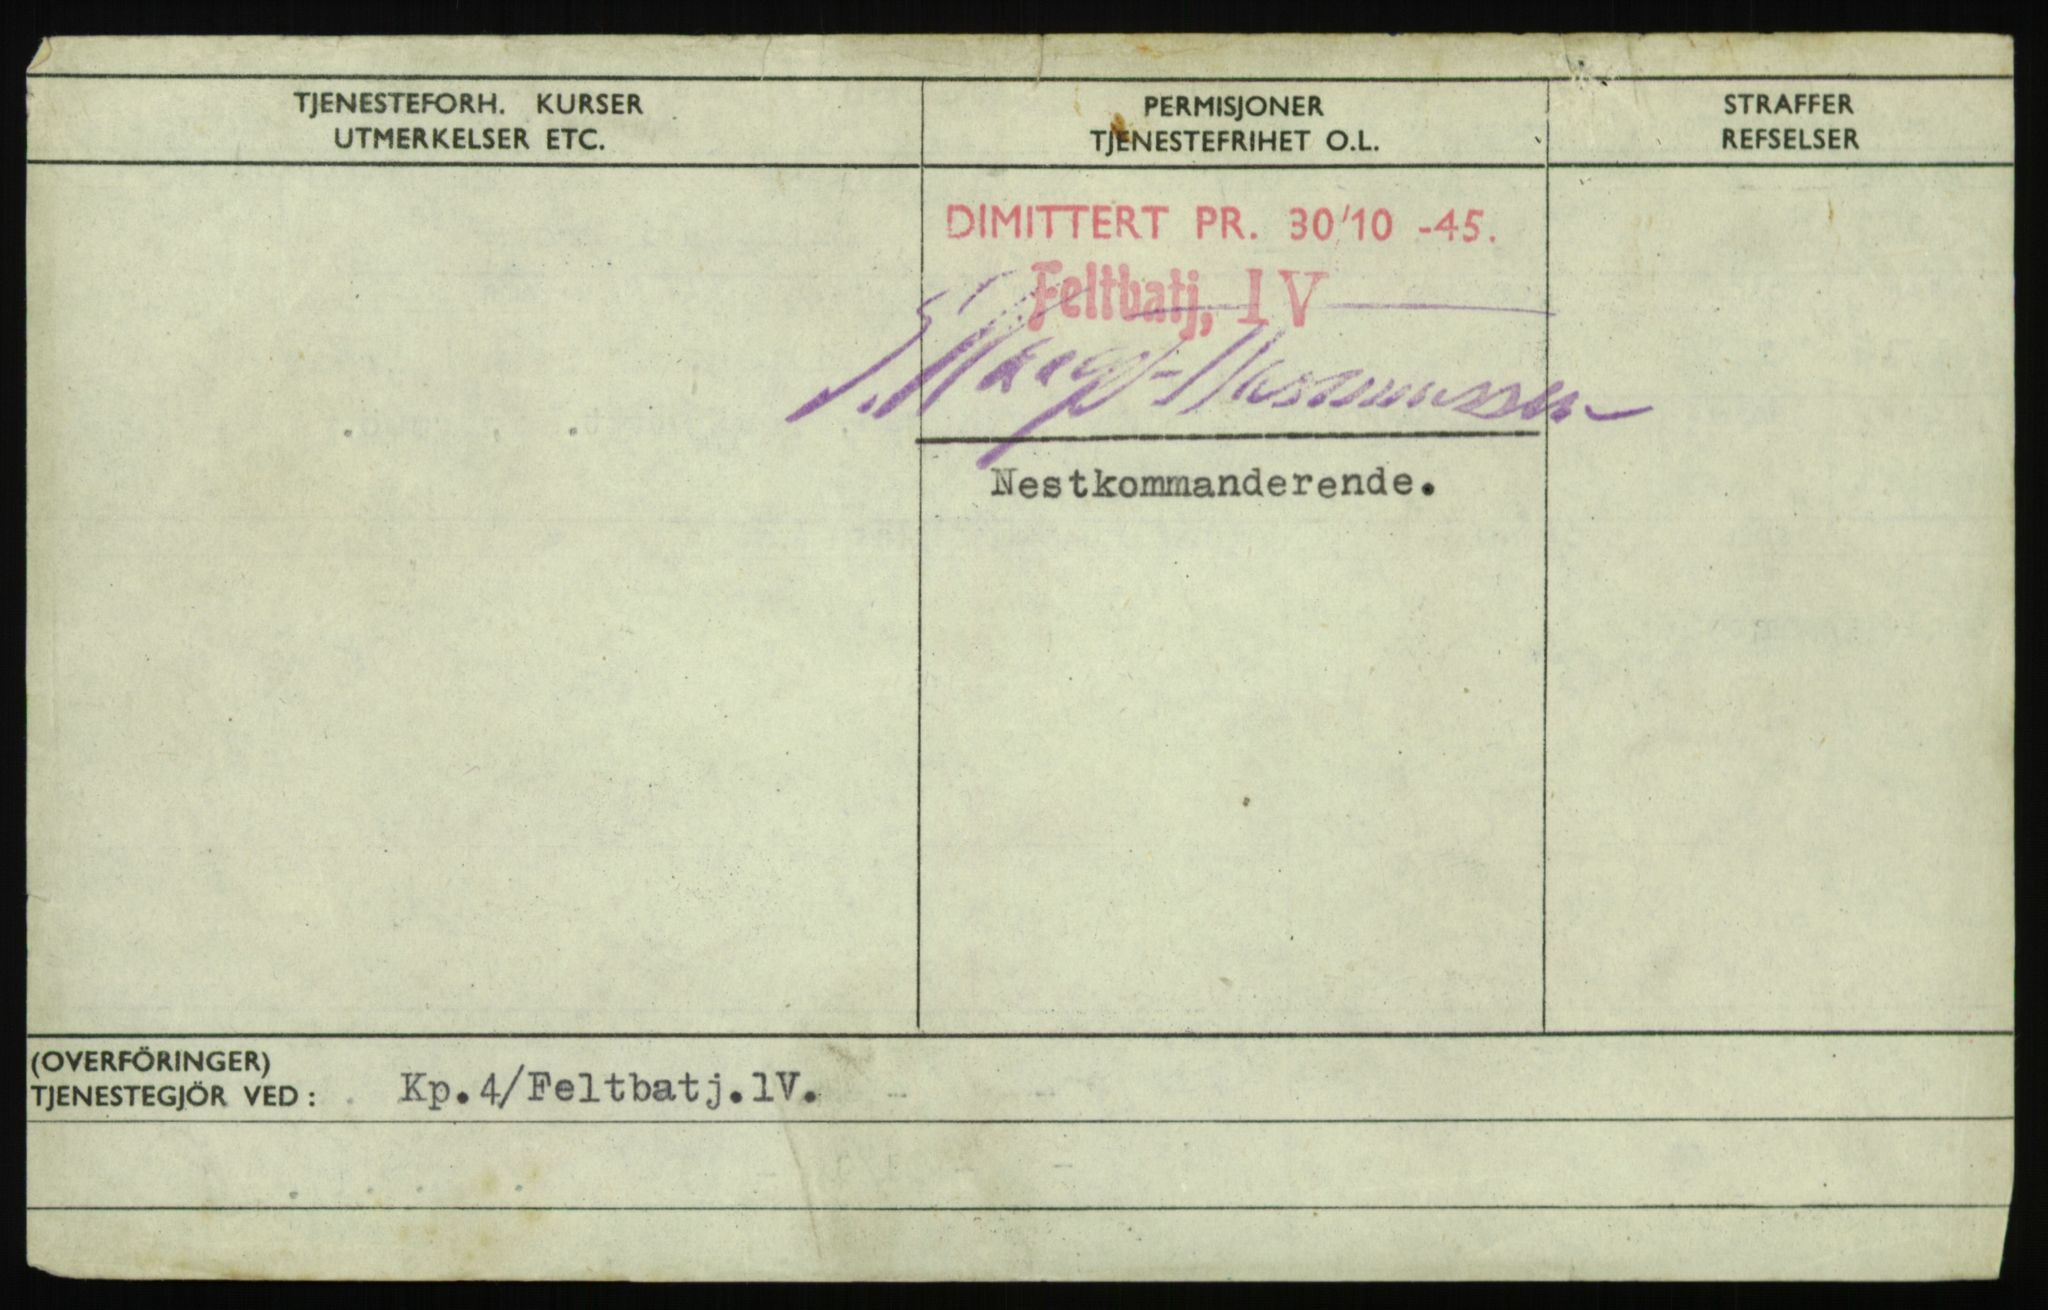 TJENESTEFORH. KURSER
UTMERKELSER ETC.
PERMISJONER
TJENESTEFRIHET O.L.
STRAFFER
REFSELSER
DIMITTERT PR. 30/10 -45.
Feltbatj, IV
Rasmussen
Nestkommanderende.
(OVERFÖRINGER)
TJENESTEGJÖR VED: Kp.4/Feltbatj.lV.